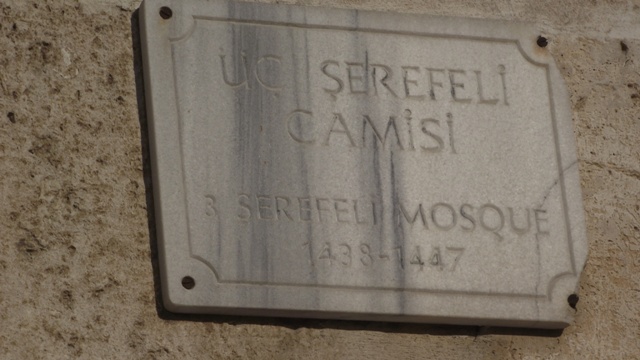 ÜÇ ŞEREFELİ
CAMİSİ
3 ŞEREFELİ MOSQUE
1438-1447